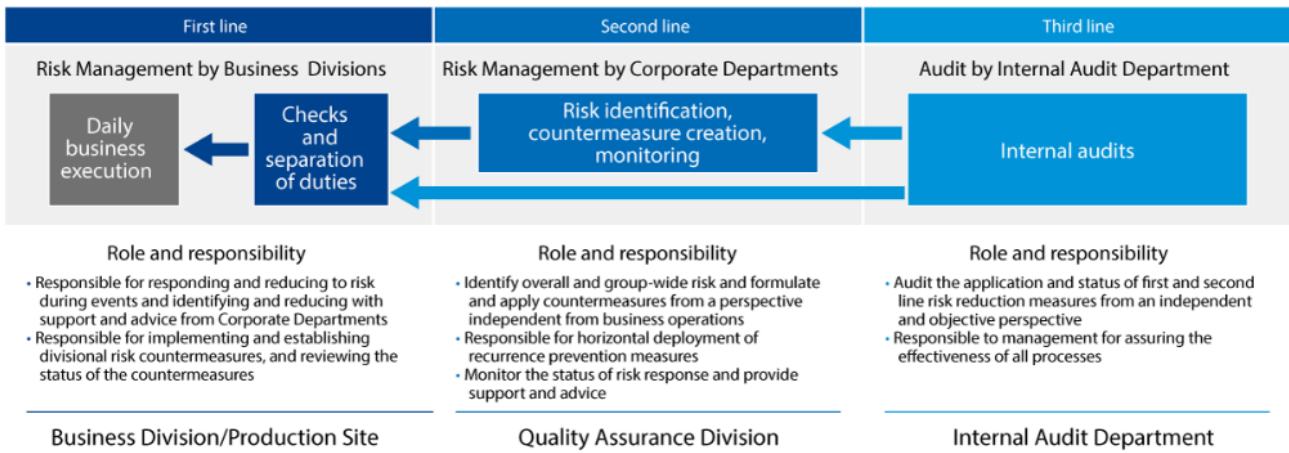 First line
Second line
Third line
Risk Management by Business Divisions
Risk Management by Corporate Departments
Audit by Internal Audit Department
Daily
business
execution
Checks
and
separation
of duties
Risk identification,
countermeasure creation,
monitoring
Internal audits
Role and responsibility
• Responsible for responding and reducing to risk
during events and identifying and reducing with
support and advice from Corporate Departments
• Responsible for implementing and establishing
divisional risk countermeasures, and reviewing the
status of the countermeasures
Business Division/Production Site
Role and responsibility
• Identify overall and group-wide risk and formulate
and apply countermeasures from a perspective
independent from business operations
• Responsible for horizontal deployment of
recurrence prevention measures
• Monitor the status of risk response and provide
support and advice
Quality Assurance Division
Role and responsibility
• Audit the application and status of first and second
line risk reduction measures from an independent
and objective perspective
• Responsible to management for assuring the
effectiveness of all processes
Internal Audit Department